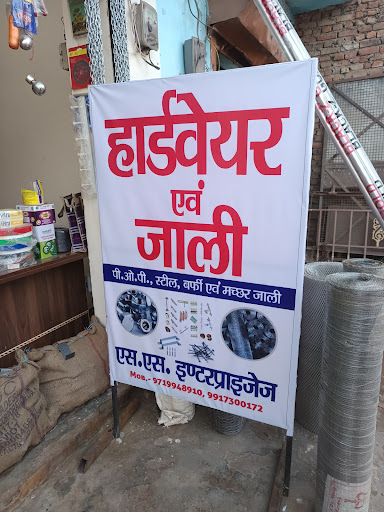 हार्डवेयर
एवं
जाली
पी.ओ.पी., स्टील, बर्फी एवं मच्छर जाली
एस.एस. इण्टरप्राइजेज
Mob.- 9719948910, 9917300172